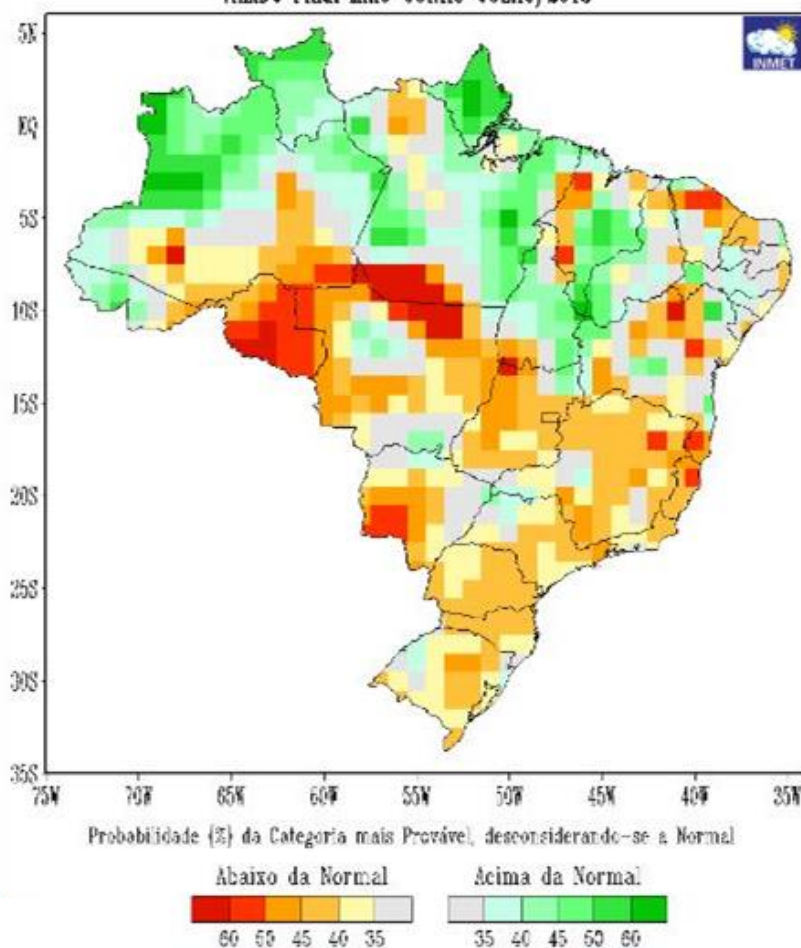 INMET
5N
EQ
5S
10S
15S
20S
25S
30S
35S
75W 70W 65W 60W 55W 50W 45W 40W 35W
Probabilidade (%) da Categoria mais Provável, desconsiderando-se a Normal
Abaixo da Normal Acima da Normal
60 50 45 40 35 35 40 45 50 60